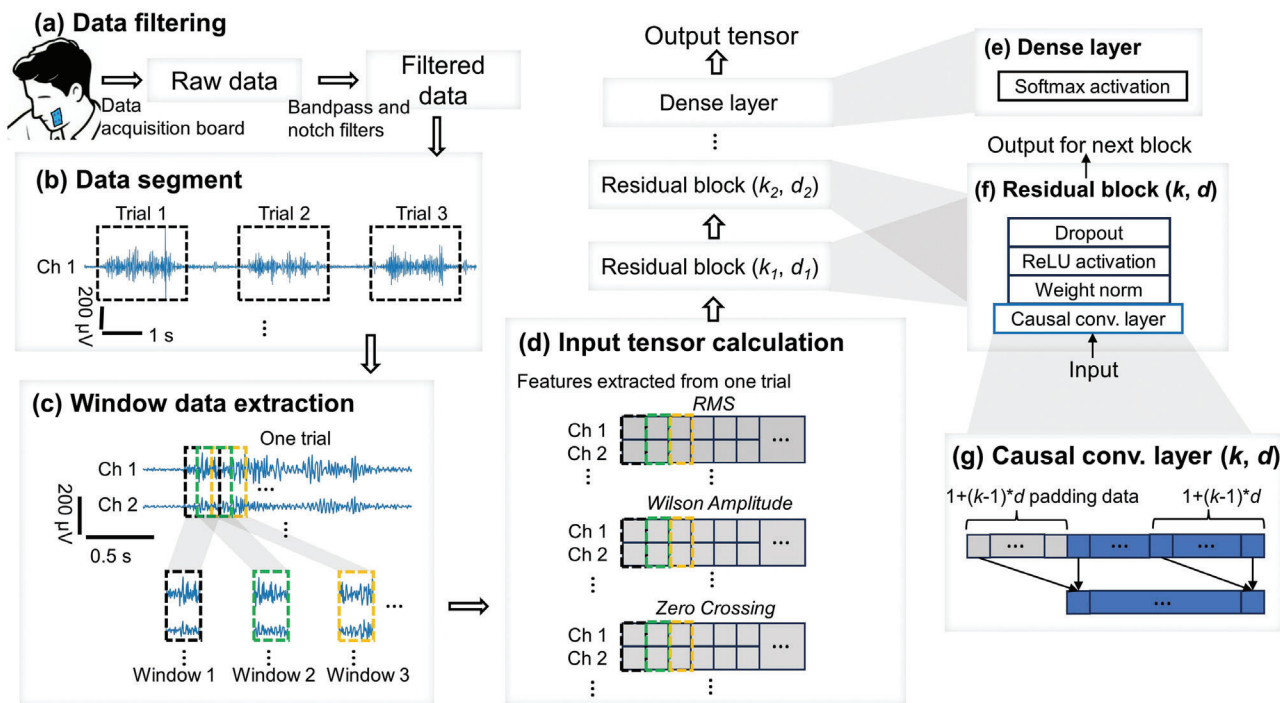 (a) Data filtering
Raw data
Filtered
data
Data
acquisition board
Bandpass and
notch filters
(b) Data segment
Trial 1
Trial 2
Trial 3
Ch 1
200 µV
1 s
⋮
(c) Window data extraction
One trial
Ch 1
...
Ch 2
200 µV
0.5 s
⋮
...
⋮
⋮
⋮
Window 1
Window 2
Window 3
(d) Input tensor calculation
Features extracted from one trial
RMS
Ch 1
Ch 2
...
⋮
⋮
Wilson Amplitude
Ch 1
Ch 2
...
⋮
⋮
Zero Crossing
Ch 1
Ch 2
...
⋮
⋮
Output tensor
Dense layer
⋮
Residual block (k2, d2)
Residual block (k1, d1)
(e) Dense layer
Softmax activation
Output for next block
(f) Residual block (k, d)
Dropout
ReLU activation
Weight norm
Causal conv. layer
Input
(g) Causal conv. layer (k, d)
1+(k-1)*d padding data
1+(k-1)*d
... ... ...
...